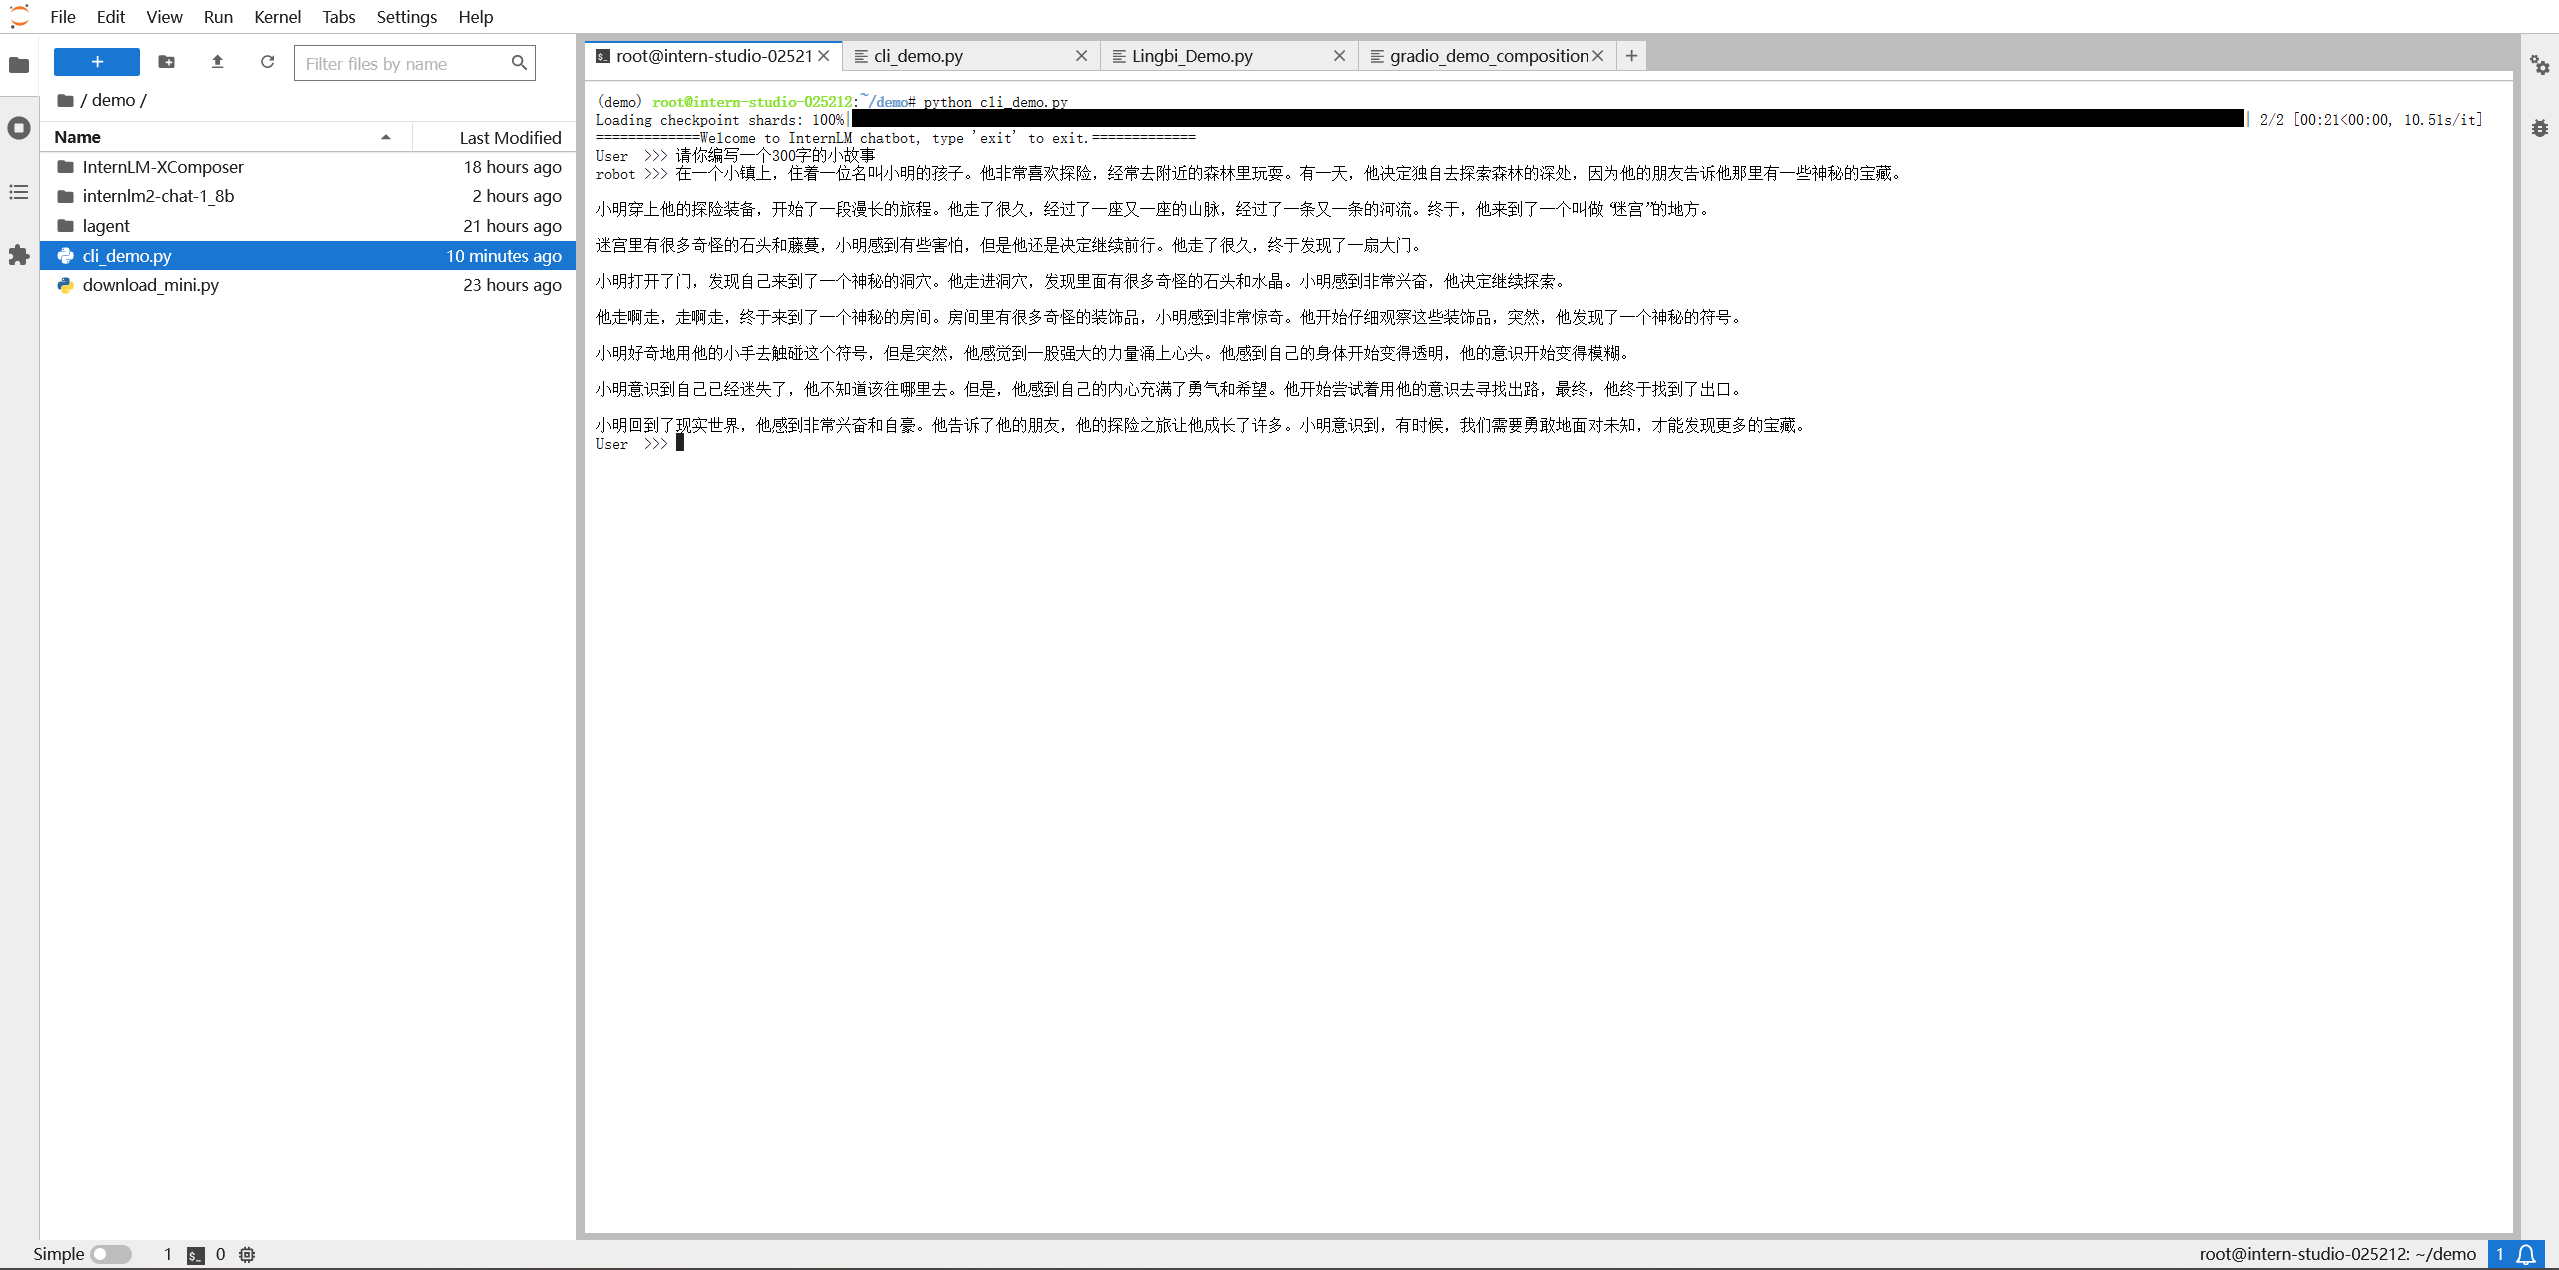 File Edit View Run Kernel Tabs Settings Help
+ Filter files by name
/ demo /
Name Last Modified
InternLM-XComposer 18 hours ago
internlm2-chat-1_8b 2 hours ago
lagent 21 hours ago
cli_demo.py 10 minutes ago
download_mini.py 23 hours ago
root@intern-studio-02521 cli_demo.py Lingbi_Demo.py gradio_demo_composition +
(demo) root@intern-studio-025212:~/demo# python cli_demo.py
Loading checkpoint shards: 100%| | 2/2 [00:21<00:00, 10.51s/it]
=============Welcome to InternLM chatbot, type 'exit' to exit.=============
User >>> 请你编写一个300字的小故事
robot >>> 在一个小镇上，住着一位名叫小明的孩子。他非常喜欢探险，经常去附近的森林里玩耍。有一天，他决定独自去探索森林的深处，因为他的朋友告诉他那里有一些神秘的宝藏。
小明穿上他的探险装备，开始了一段漫长的旅程。他走了很久，经过了一座又一座的山脉，经过了一条又一条的河流。终于，他来到了一个叫做“迷宫”的地方。
迷宫里有很多奇怪的石头和藤蔓，小明感到有些害怕，但是他还是决定继续前行。他走了很久，终于发现了一扇大门。
小明打开了门，发现自己来到了一个神秘的洞穴。他走进洞穴，发现里面有很多奇怪的石头和水晶。小明感到非常兴奋，他决定继续探索。
他走啊走，走啊走，终于来到了一个神秘的房间。房间里有很多奇怪的装饰品，小明感到非常惊奇。他开始仔细观察这些装饰品，突然，他发现了一个神秘的符号。
小明好奇地用他的小手去触碰这个符号，但是突然，他感觉到一股强大的力量涌上心头。他感到自己的身体开始变得透明，他的意识开始变得模糊。
小明意识到自己已经迷失了，他不知道该往哪里去。但是，他感到自己的内心充满了勇气和希望。他开始尝试着用他的意识去寻找出路，最终，他终于找到了出口。
小明回到了现实世界，他感到非常兴奋和自豪。他告诉了他的朋友，他的探险之旅让他成长了许多。小明意识到，有时候，我们需要勇敢地面对未知，才能发现更多的宝藏。
User >>>
Simple 1 $_ 0 root@intern-studio-025212: ~/demo 1